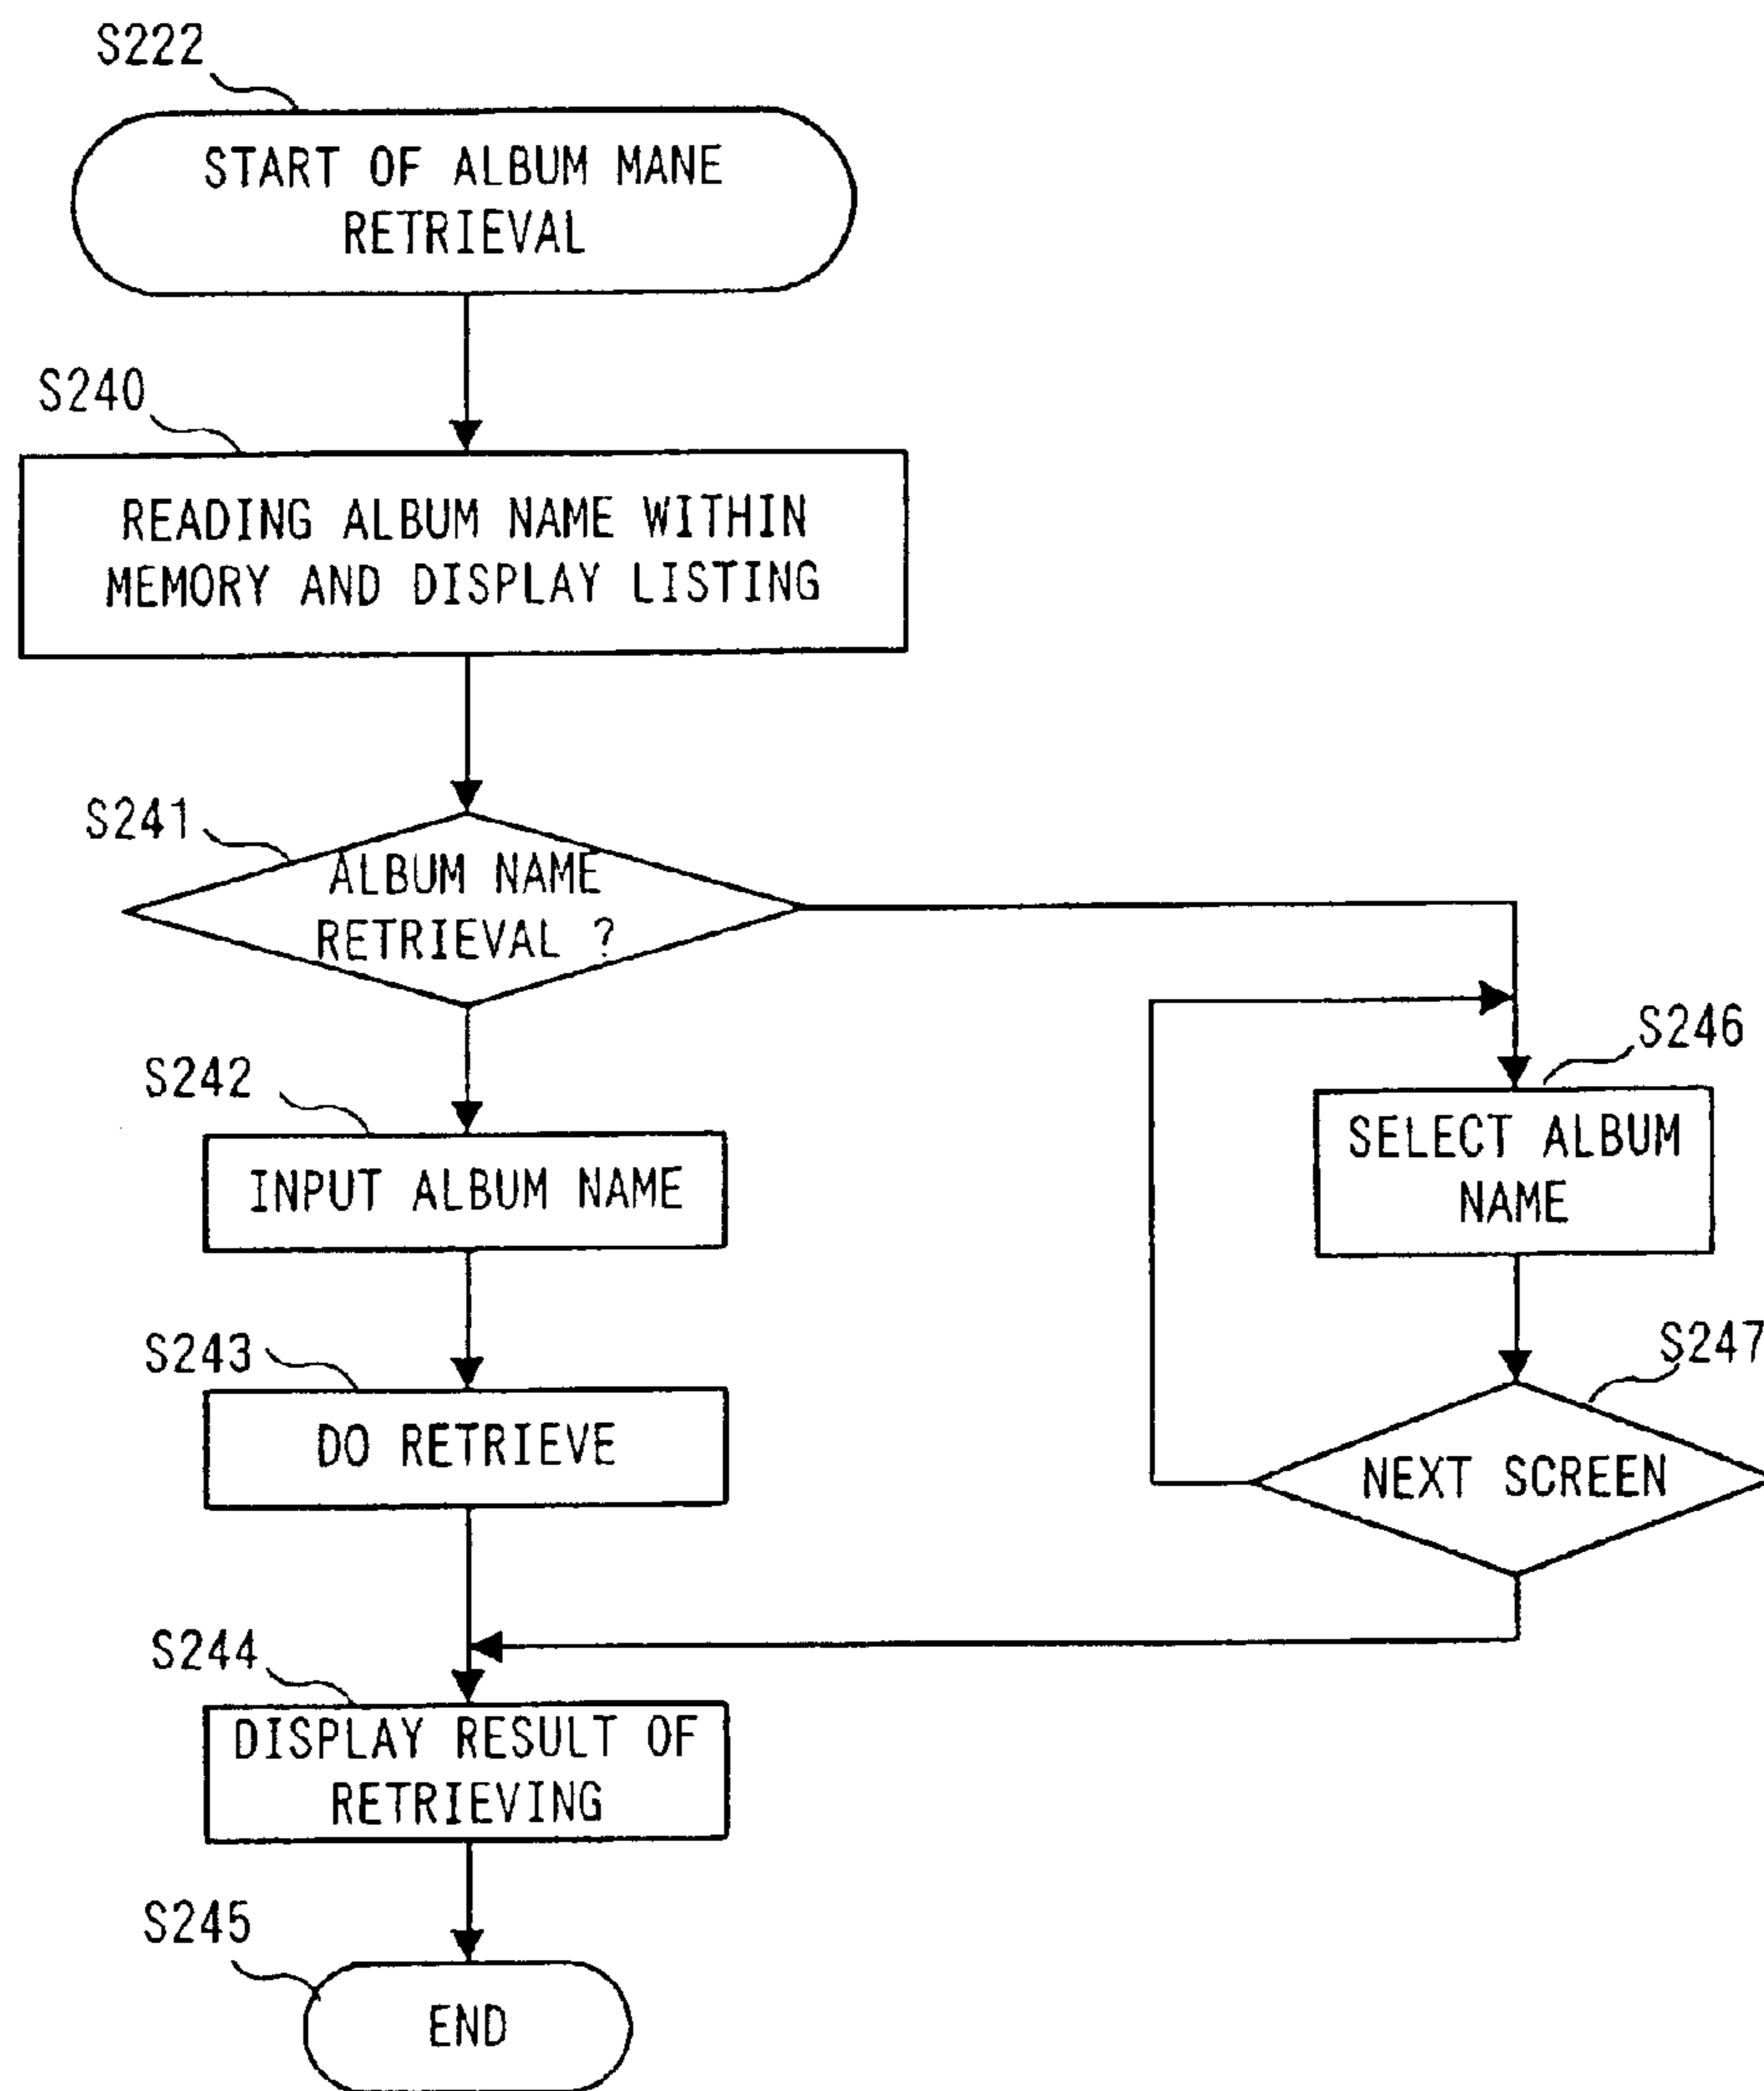 S222
START OF ALBUM MANE
RETRIEVAL
S240
READING ALBUM NAME WITHIN
MEMORY AND DISPLAY LISTING
S241
ALBUM NAME
RETRIEVAL ?
S242
INPUT ALBUM NAME
S243
DO RETRIEVE
S244
DISPLAY RESULT OF
RETRIEVING
S245
END
S246
SELECT ALBUM
NAME
S247
NEXT SCREEN